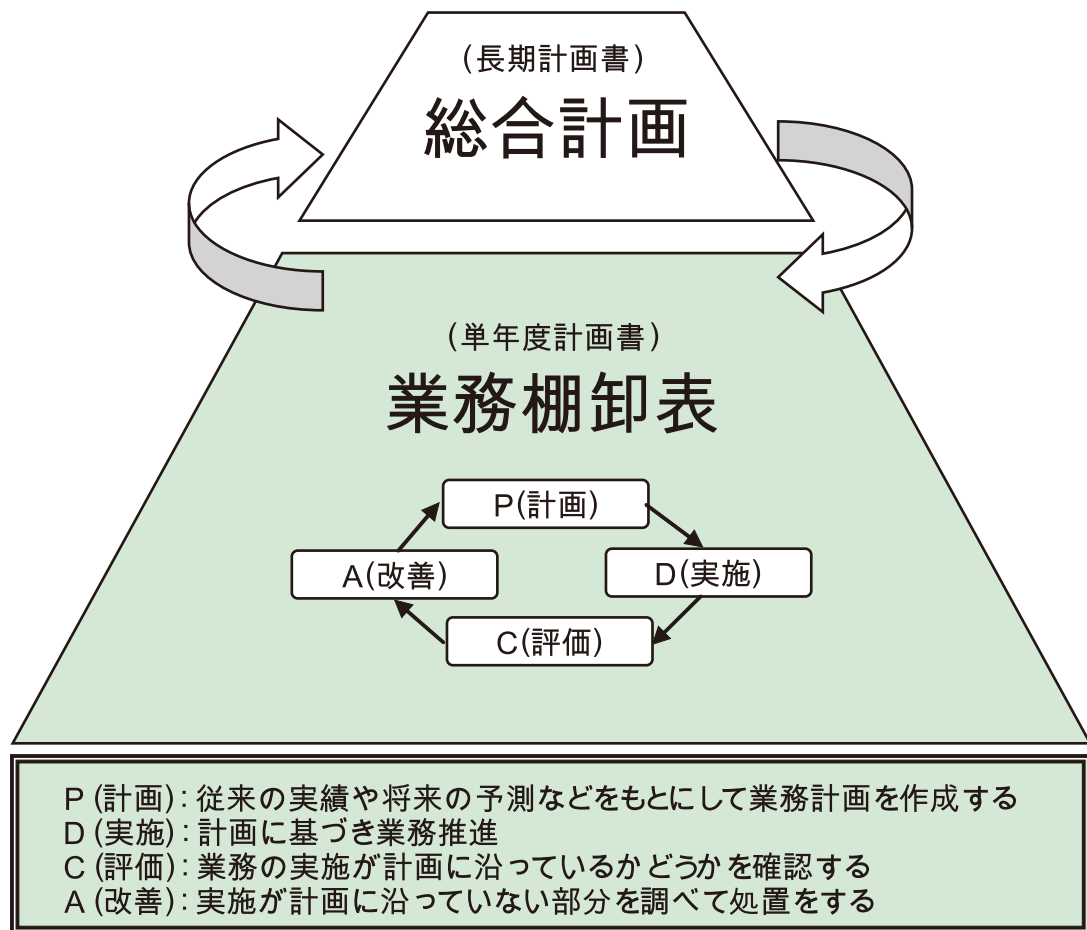 (長期計画書)
総合計画
(単年度計画書)
業務棚卸表
P(計画)
A(改善)
D(実施)
C(評価)
P(計画):従来の実績や将来の予測などをもとにして業務計画を作成する
D(実施):計画に基づき業務推進
C(評価):業務の実施が計画に沿っているかどうかを確認する
A(改善):実施が計画に沿っていない部分を調べて処置をする